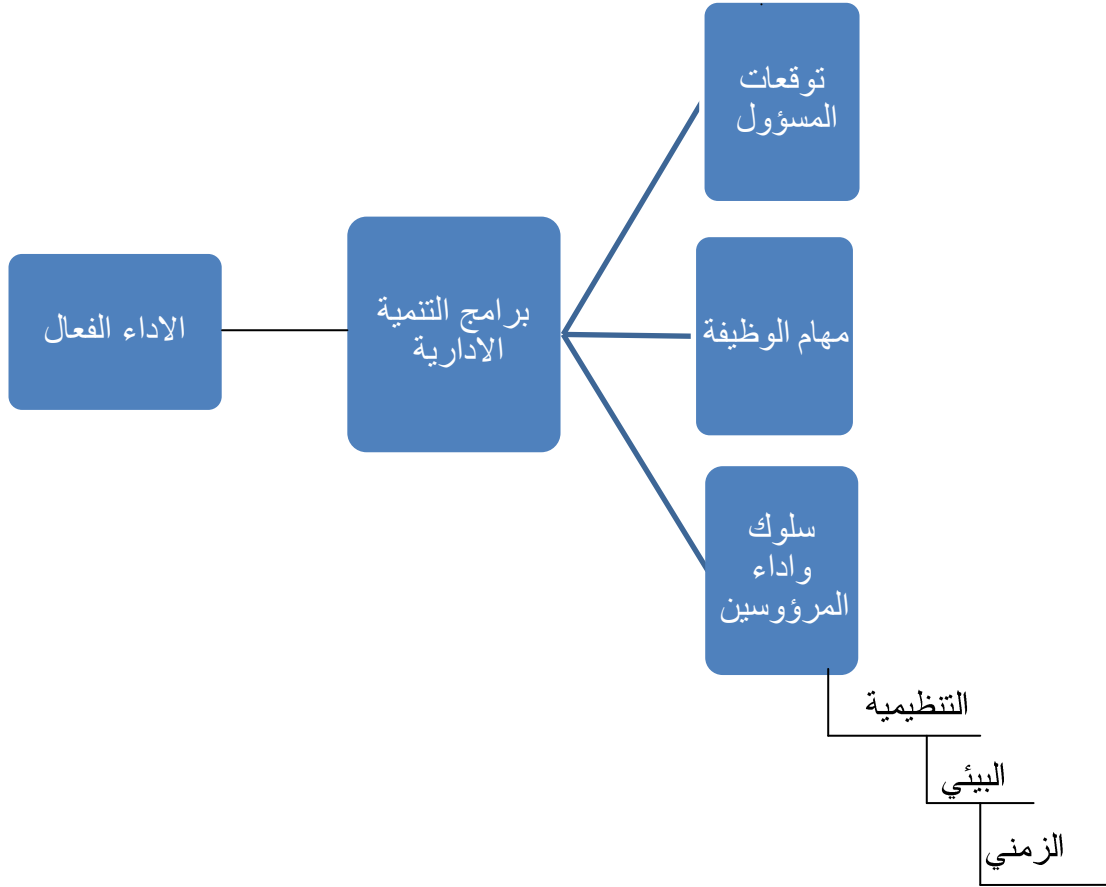 توقعات
المسؤول
مهام الوظيفة
سلوك
واداء
المرؤوسين
برامج التنمية
الادارية
الاداء الفعال
التنظيمية
البيئي
الزمني